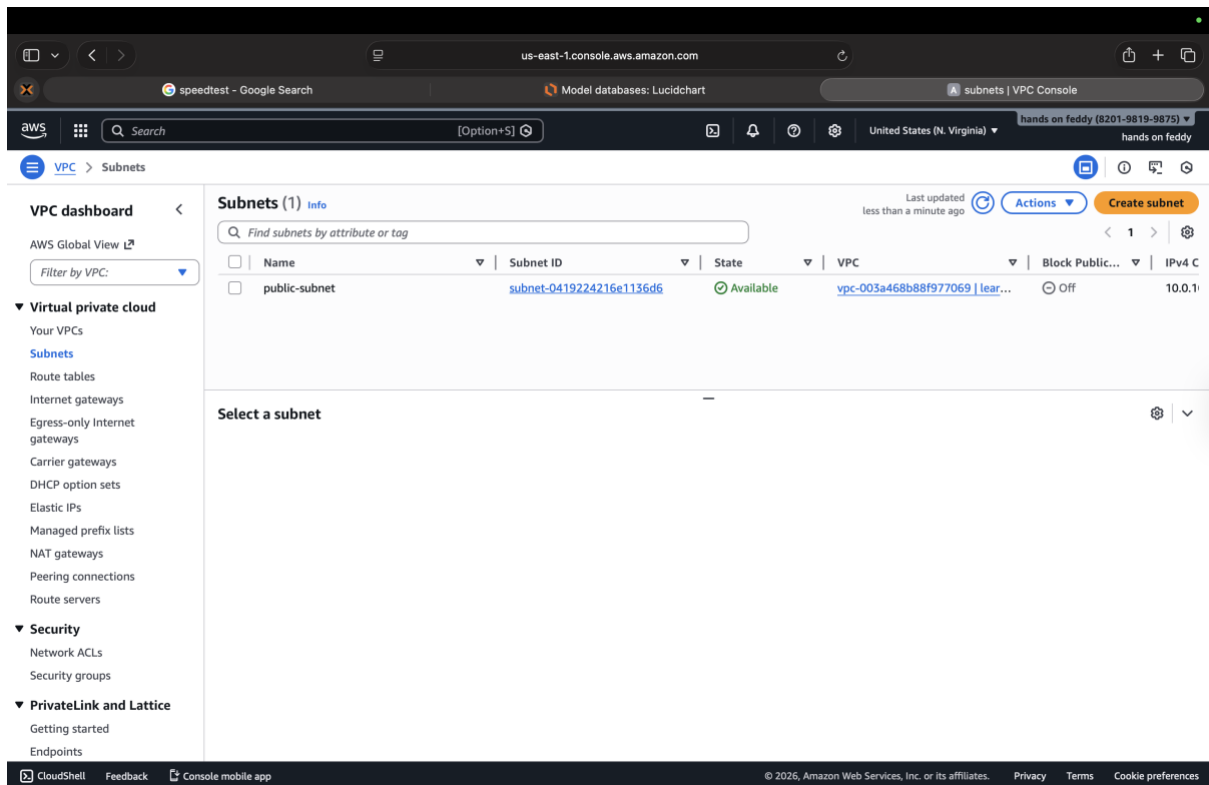 us-east-1.console.aws.amazon.com
speedtest - Google Search
Model databases: Lucidchart
A subnets | VPC Console
aws
Search [Option+S]
United States (N. Virginia) ▼
hands on feddy (8201-9819-9875) ▼
hands on feddy
VPC > Subnets
VPC dashboard
AWS Global View
Filter by VPC:
Virtual private cloud
Your VPCs
Subnets
Route tables
Internet gateways
Egress-only Internet
gateways
Carrier gateways
DHCP option sets
Elastic IPs
Managed prefix lists
NAT gateways
Peering connections
Route servers
Security
Network ACLs
Security groups
PrivateLink and Lattice
Getting started
Endpoints
Subnets (1) Info
Last updated
less than a minute ago
Actions ▼
Create subnet
Find subnets by attribute or tag
1
Name Subnet ID State VPC Block Public... IPv4 C
public-subnet subnet-0419224216e1136d6 Available vpc-003a468b88f977069 | lear... Off 10.0.1
Select a subnet
CloudShell Feedback Console mobile app © 2026, Amazon Web Services, Inc. or its affiliates. Privacy Terms Cookie preferences